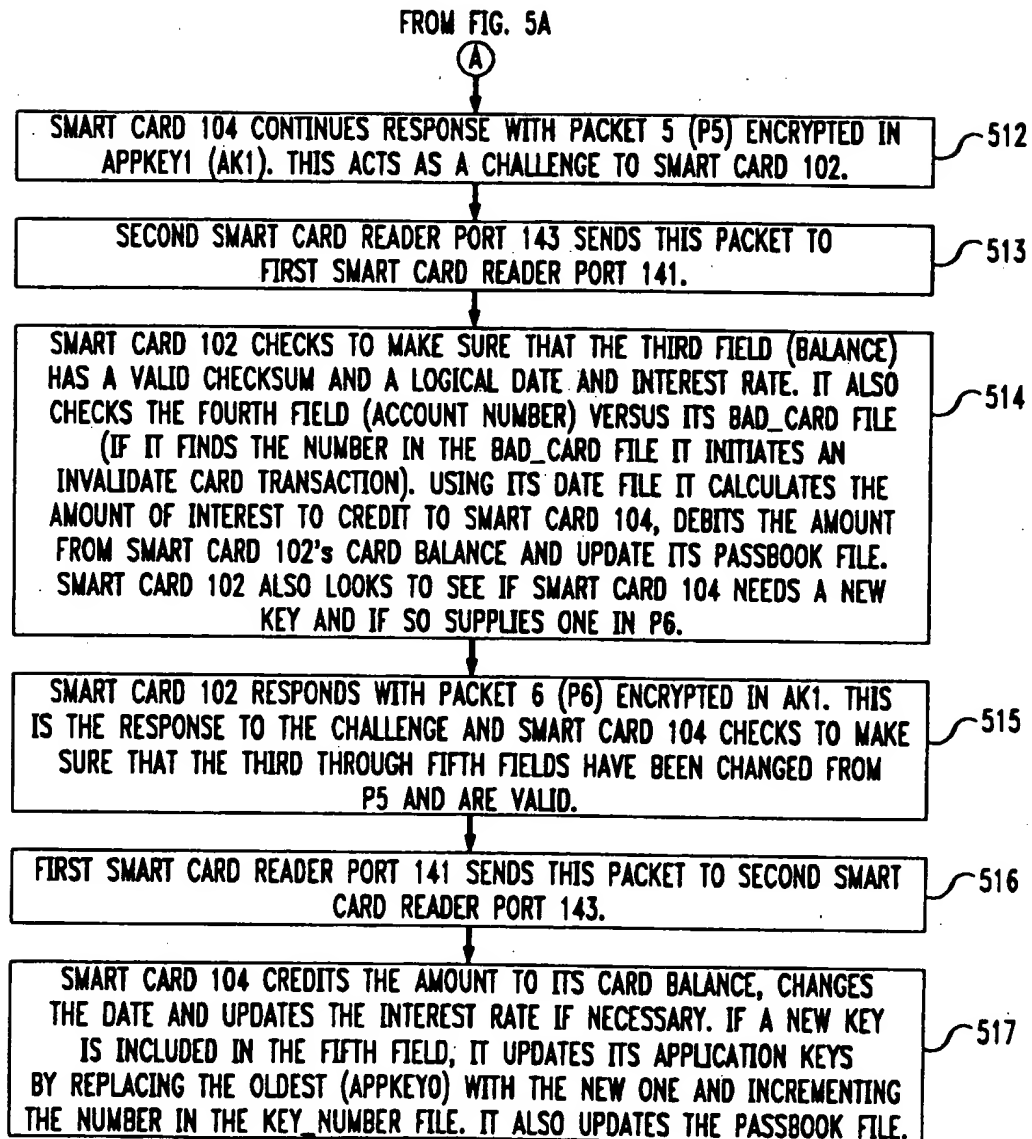 FROM FIG. 5A
A
SMART CARD 104 CONTINUES RESPONSE WITH PACKET 5 (P5) ENCRYPTED IN
APPKEY1 (AK1). THIS ACTS AS A CHALLENGE TO SMART CARD 102.
512
SECOND SMART CARD READER PORT 143 SENDS THIS PACKET TO
FIRST SMART CARD READER PORT 141.
513
SMART CARD 102 CHECKS TO MAKE SURE THAT THE THIRD FIELD (BALANCE)
HAS A VALID CHECKSUM AND A LOGICAL DATE AND INTEREST RATE. IT ALSO
CHECKS THE FOURTH FIELD (ACCOUNT NUMBER) VERSUS ITS BAD_CARD FILE
(IF IT FINDS THE NUMBER IN THE BAD_CARD FILE IT INITIATES AN
INVALIDATE CARD TRANSACTION). USING ITS DATE FILE IT CALCULATES THE
AMOUNT OF INTEREST TO CREDIT TO SMART CARD 104, DEBITS THE AMOUNT
FROM SMART CARD 102's CARD BALANCE AND UPDATE ITS PASSBOOK FILE.
SMART CARD 102 ALSO LOOKS TO SEE IF SMART CARD 104 NEEDS A NEW
KEY AND IF SO SUPPLIES ONE IN P6.
514
SMART CARD 102 RESPONDS WITH PACKET 6 (P6) ENCRYPTED IN AK1. THIS
IS THE RESPONSE TO THE CHALLENGE AND SMART CARD 104 CHECKS TO MAKE
SURE THAT THE THIRD THROUGH FIFTH FIELDS HAVE BEEN CHANGED FROM
P5 AND ARE VALID.
515
FIRST SMART CARD READER PORT 141 SENDS THIS PACKET TO SECOND SMART
CARD READER PORT 143.
516
SMART CARD 104 CREDITS THE AMOUNT TO ITS CARD BALANCE, CHANGES
THE DATE AND UPDATES THE INTEREST RATE IF NECESSARY. IF A NEW KEY
IS INCLUDED IN THE FIFTH FIELD, IT UPDATES ITS APPLICATION KEYS
BY REPLACING THE OLDEST (APPKEY0) WITH THE NEW ONE AND INCREMENTING
THE NUMBER IN THE KEY_NUMBER FILE. IT ALSO UPDATES THE PASSBOOK FILE.
517